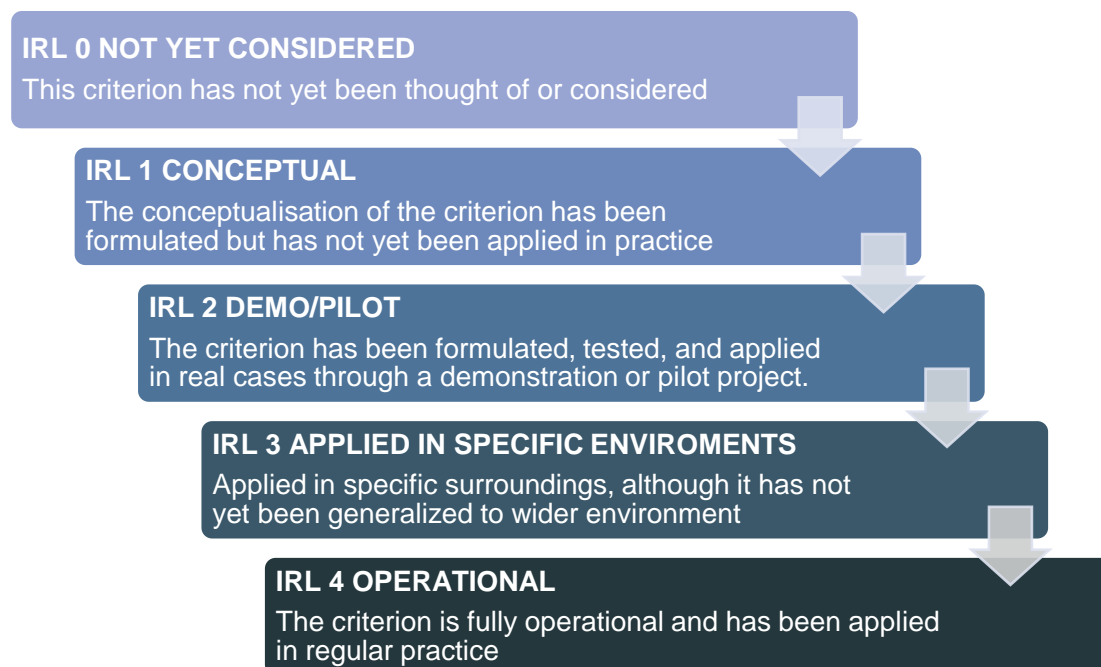 IRL 0 NOT YET CONSIDERED
This criterion has not yet been thought of or considered
IRL 1 CONCEPTUAL
The conceptualisation of the criterion has been
formulated but has not yet been applied in practice
IRL 2 DEMO/PILOT
The criterion has been formulated, tested, and applied
in real cases through a demonstration or pilot project.
IRL 3 APPLIED IN SPECIFIC ENVIROMENTS
Applied in specific surroundings, although it has not
yet been generalized to wider environment
IRL 4 OPERATIONAL
The criterion is fully operational and has been applied
in regular practice